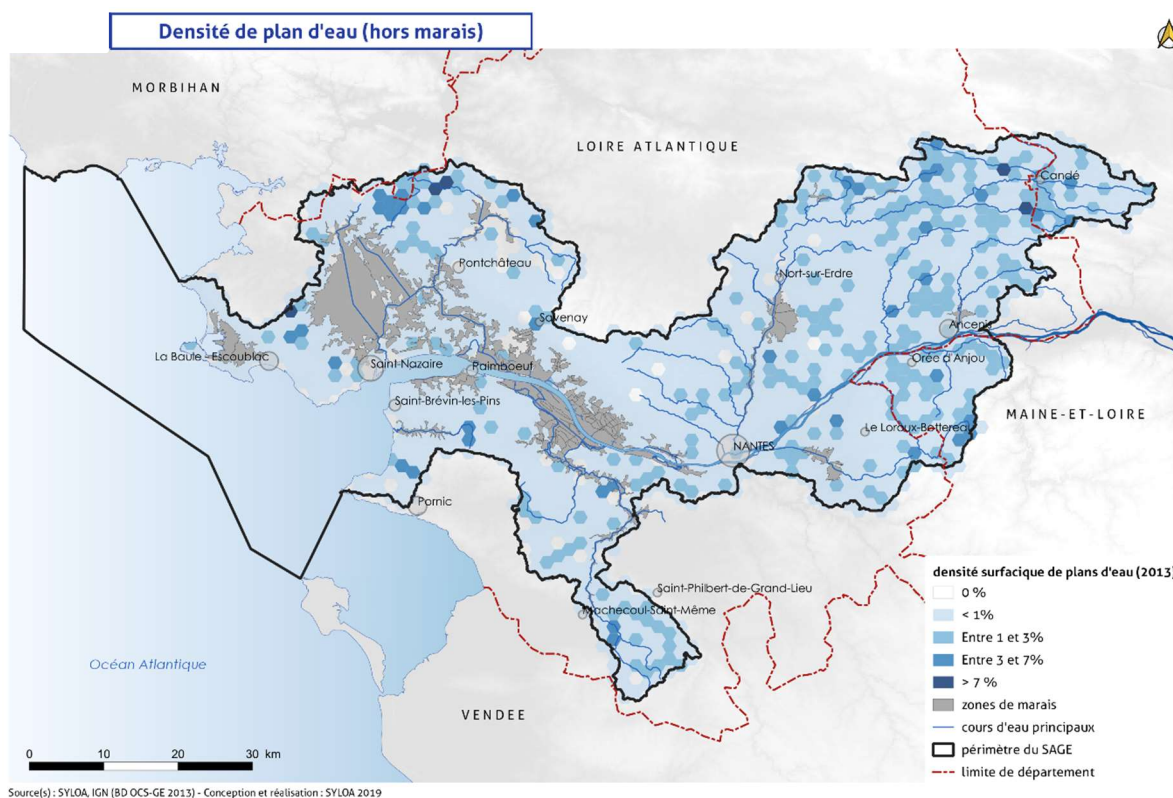 Densité de plan d'eau (hors marais)
MORBIHAN
LOIRE ATLANTIQUE
Candé
Pontchâteau
Nort-sur-Erdre
Savenay
Ancenis
La Baule - Escoublac
Saint-Nazaire
Paimboeuf
Orée d'Anjou
Saint-Brévin-les-Pins
MAINE-ET-LOIRE
Le Loroux-Bottereau
NANTES
Pornic
densité surfacique de plans d'eau (2013)
0 %
< 1%
Entre 1 et 3%
Entre 3 et 7%
> 7 %
zones de marais
cours d'eau principaux
périmètre du SAGE
limite de département
Saint-Philbert-de-Grand-Lieu
Machecoul-Saint-Même
Océan Atlantique
VENDEE
0 10 20 30 km
Source(s) : SYLOA, IGN (BD OCS-GE 2013) - Conception et réalisation : SYLOA 2019